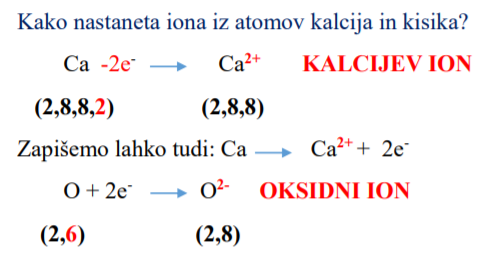 Kako nastaneta iona iz atomov kalcija in kisika?
Ca -2e⁻ → Ca²⁺ KALCIJEV ION
(2,8,8,2) (2,8,8)
Zapišemo lahko tudi: Ca → Ca²⁺ + 2e⁻
O + 2e⁻ → O²⁻ OKSIDNI ION
(2,6) (2,8)